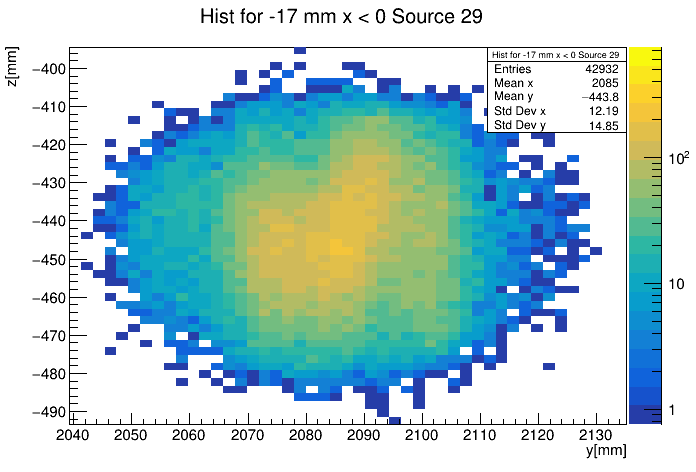 Hist for -17 mm x < 0 Source 29
z[mm]
Hist for -17 mm x < 0 Source 29
Entries 42932
Mean x 2085
Mean y −443.8
Std Dev x 12.19
Std Dev y 14.85
−400
−410
−420
−430
−440
−450
−460
−470
−480
−490
2040 2050 2060 2070 2080 2090 2100 2110 2120 2130
y[mm]
10²
10
1